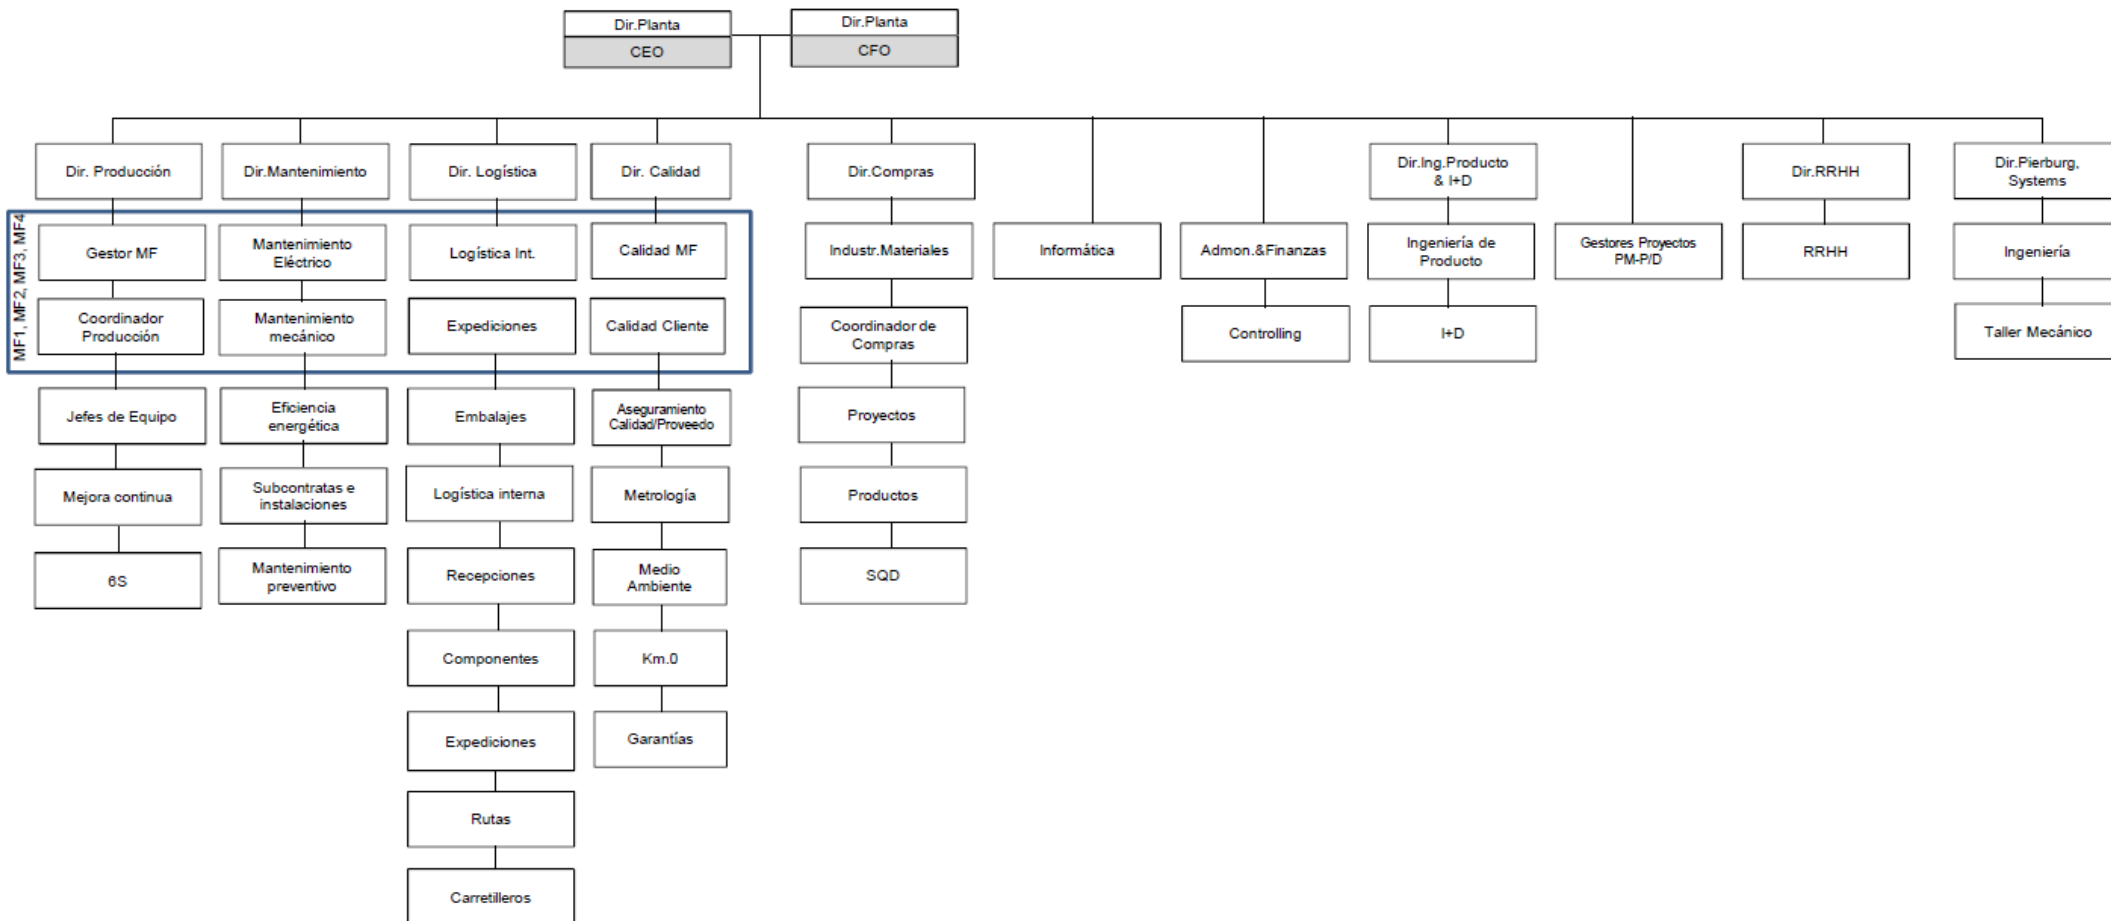 Dir.Planta
CEO
Dir.Planta
CFO
Dir. Producción
Dir.Mantenimiento
Dir. Logística
Dir. Calidad
Dir.Compras
Dir.Ing.Producto
& I+D
Dir.RRHH
Dir.Pierburg,
Systems
MF1, MF2, MF3, MF4
Gestor MF
Mantenimiento
Eléctrico
Logística Int.
Calidad MF
Industr.Materiales
Informática
Admon.&Finanzas
Ingeniería de
Producto
Gestores Proyectos
PM-P/D
RRHH
Ingeniería
Coordinador
Producción
Mantenimiento
mecánico
Expediciones
Calidad Cliente
Coordinador de
Compras
Controlling
I+D
Taller Mecánico
Jefes de Equipo
Eficiencia
energética
Embalajes
Aseguramiento
Calidad/Proveedo
Proyectos
Mejora continua
Subcontratas e
instalaciones
Logística interna
Metrología
Productos
6S
Mantenimiento
preventivo
Recepciones
Medio
Ambiente
SQD
Componentes
Km.0
Expediciones
Garantías
Rutas
Carretilleros